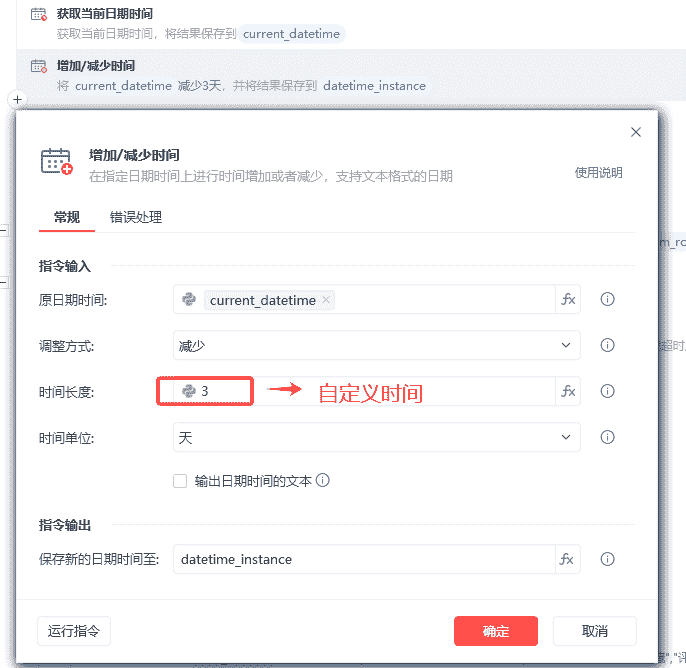 获取当前日期时间
获取当前日期时间，将结果保存到 current_datetime
增加/减少时间
将 current_datetime 减少3天，并将结果保存到 datetime_instance
增加/减少时间
在指定日期时间上进行时间增加或者减少，支持文本格式的日期
使用说明
常规 错误处理
指令输入
原日期时间: current_datetime × fx
m_ro
调整方式: 减少
超时
时间长度: 3 fx 自定义时间
时间单位: 天
输出日期时间的文本
指令输出
保存新的日期时间至: datetime_instance fx
运行指令 确定 取消